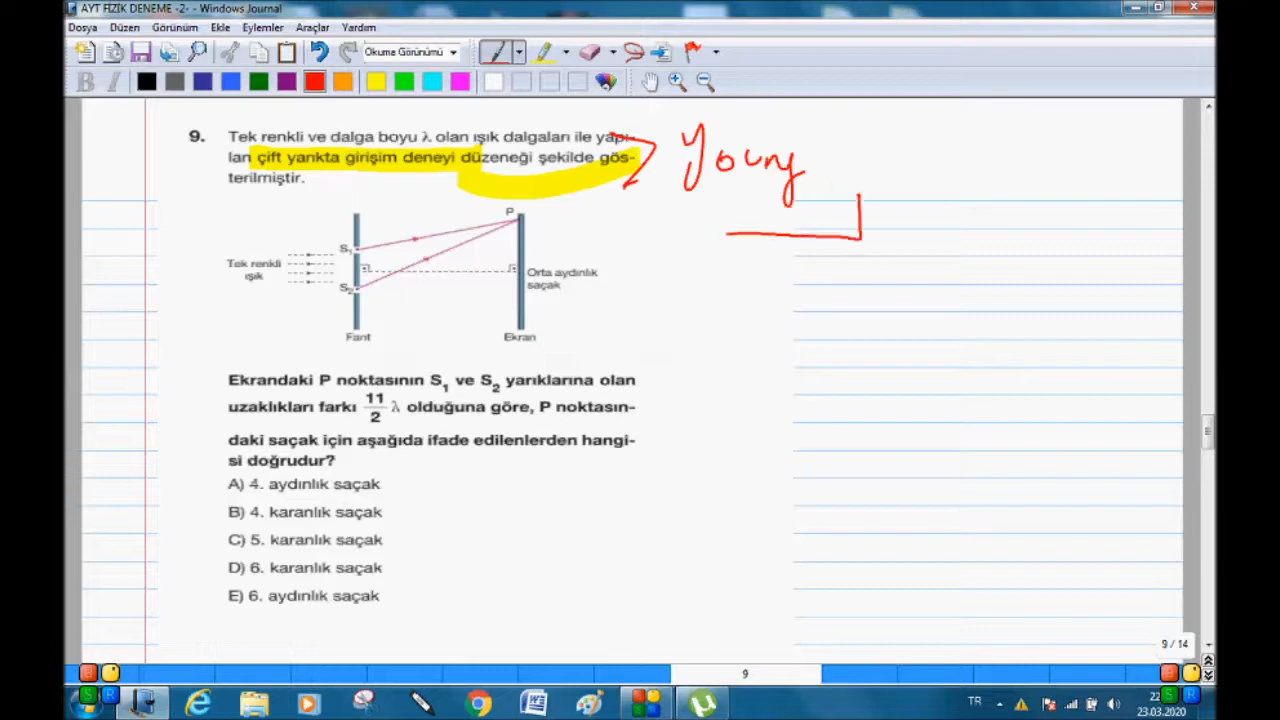 AYT FİZİK DENEME -2- - Windows Journal
Dosya Düzen Görünüm Ekle Eylemler Araçlar Yardım
Okuma Görünümü
B I
9. Tek renkli ve dalga boyu λ olan ışık dalgaları ile yapı-
lan çift yarıkta girişim deneyi düzeneği şekilde gös-
terilmiştir.
Young
P
S1
Tek renkli
ışık
S2
Orta aydınlık
saçak
Fant Ekran
Ekrandaki P noktasının S1 ve S2 yarıklarına olan
uzaklıkları farkı 11/2 λ olduğuna göre, P noktasın-
daki saçak için aşağıda ifade edilenlerden hangi-
si doğrudur?
A) 4. aydınlık saçak
B) 4. karanlık saçak
C) 5. karanlık saçak
D) 6. karanlık saçak
E) 6. aydınlık saçak
9 / 14
9
S R
TR
22
S R
23.03.2020